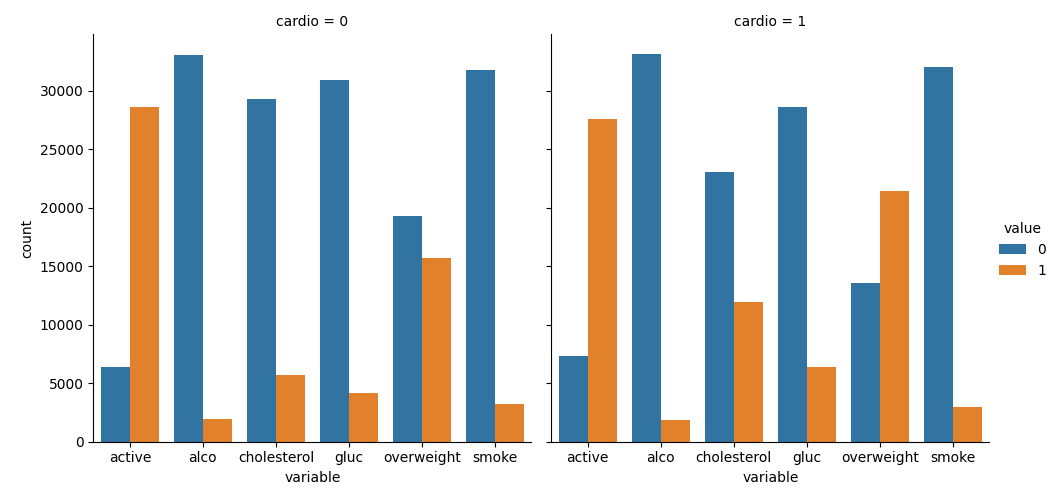 cardio = 0
cardio = 1
count
30000
25000
20000
15000
10000
5000
0
active alco cholesterol gluc overweight smoke
variable
active alco cholesterol gluc overweight smoke
variable
value
0
1